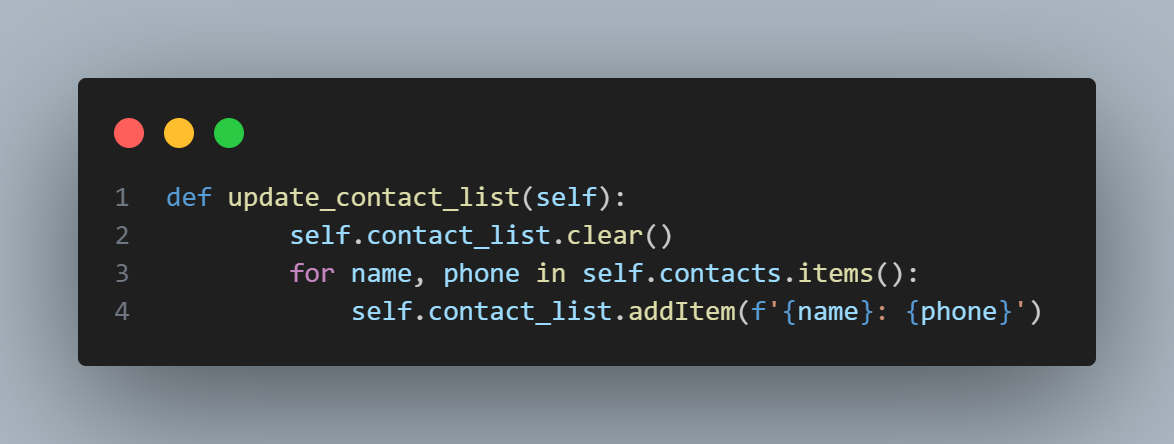 1 def update_contact_list(self):
2         self.contact_list.clear()
3         for name, phone in self.contacts.items():
4             self.contact_list.addItem(f'{name}: {phone}')